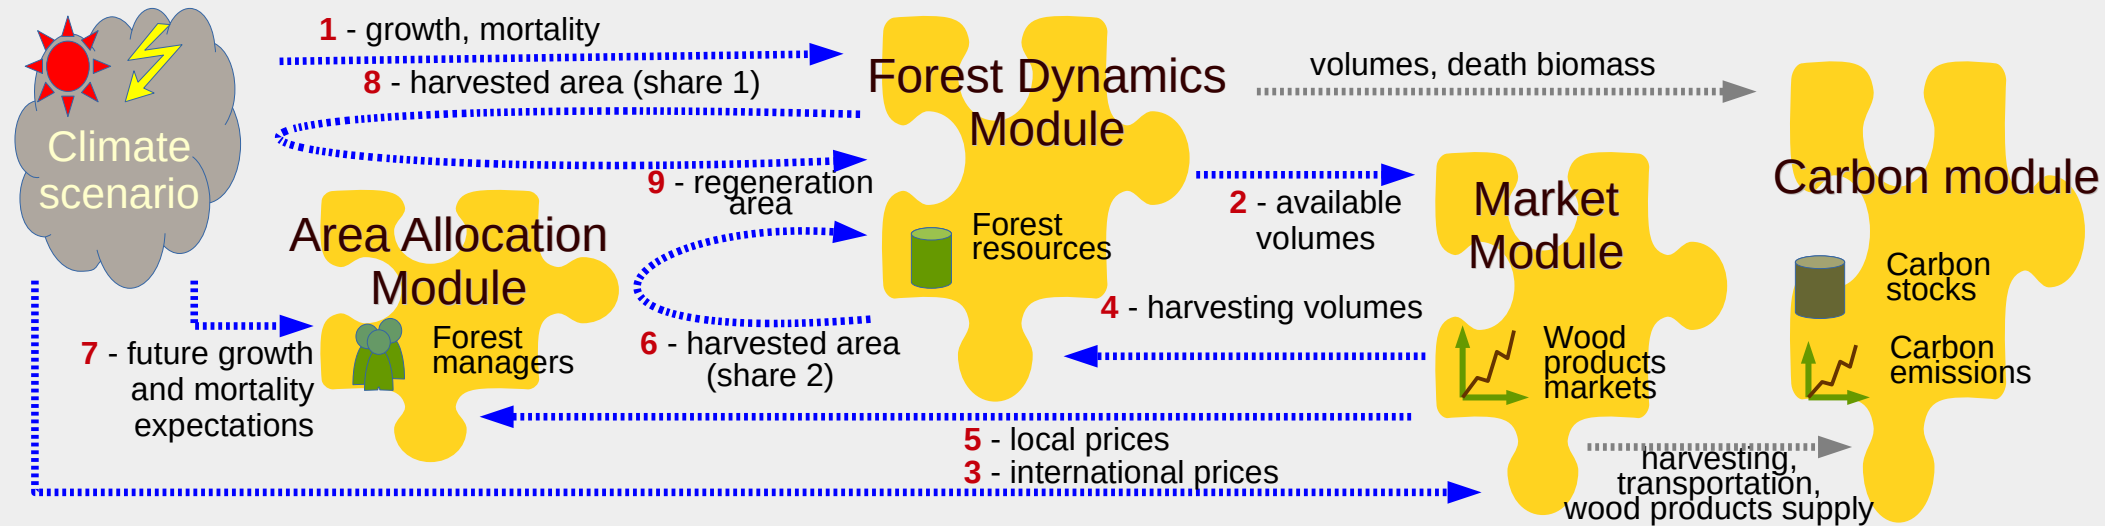 1 - growth, mortality
8 - harvested area (share 1)
9 - regeneration
area
Climate
scenario
Area Allocation
Module
Forest
managers
7 - future growth
and mortality
expectations
Forest Dynamics
Module
Forest
resources
6 - harvested area
(share 2)
volumes, death biomass
2 - available
volumes
4 - harvesting volumes
5 - local prices
3 - international prices
Market
Module
Wood
products
markets
Carbon module
Carbon
stocks
Carbon
emissions
harvesting,
transportation,
wood products supply